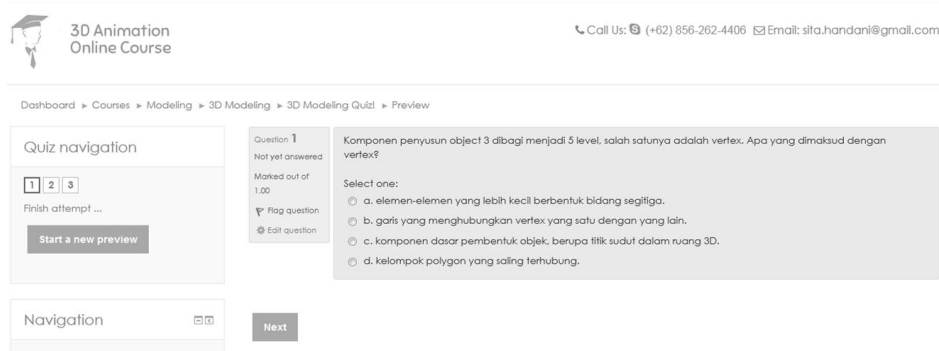 3D Animation
Online Course
Call Us: (+62) 856-262-4406 Email: sita.handani@gmail.com
Dashboard ► Courses ► Modeling ► 3D Modeling ► 3D Modeling Quiz! ► Preview
Quiz navigation
1 2 3
Finish attempt ...
Start a new preview
Question 1
Not yet answered
Marked out of
1,00
Flag question
Edit question
Komponen penyusun object 3 dibagi menjadi 5 level, salah satunya adalah vertex. Apa yang dimaksud dengan
vertex?
Select one:
a. elemen-elemen yang lebih kecil berbentuk bidang segitiga.
b. garis yang menghubungkan vertex yang satu dengan yang lain.
c. komponen dasar pembentuk objek, berupa titik sudut dalam ruang 3D.
d. kelompok polygon yang saling terhubung.
Next
Navigation